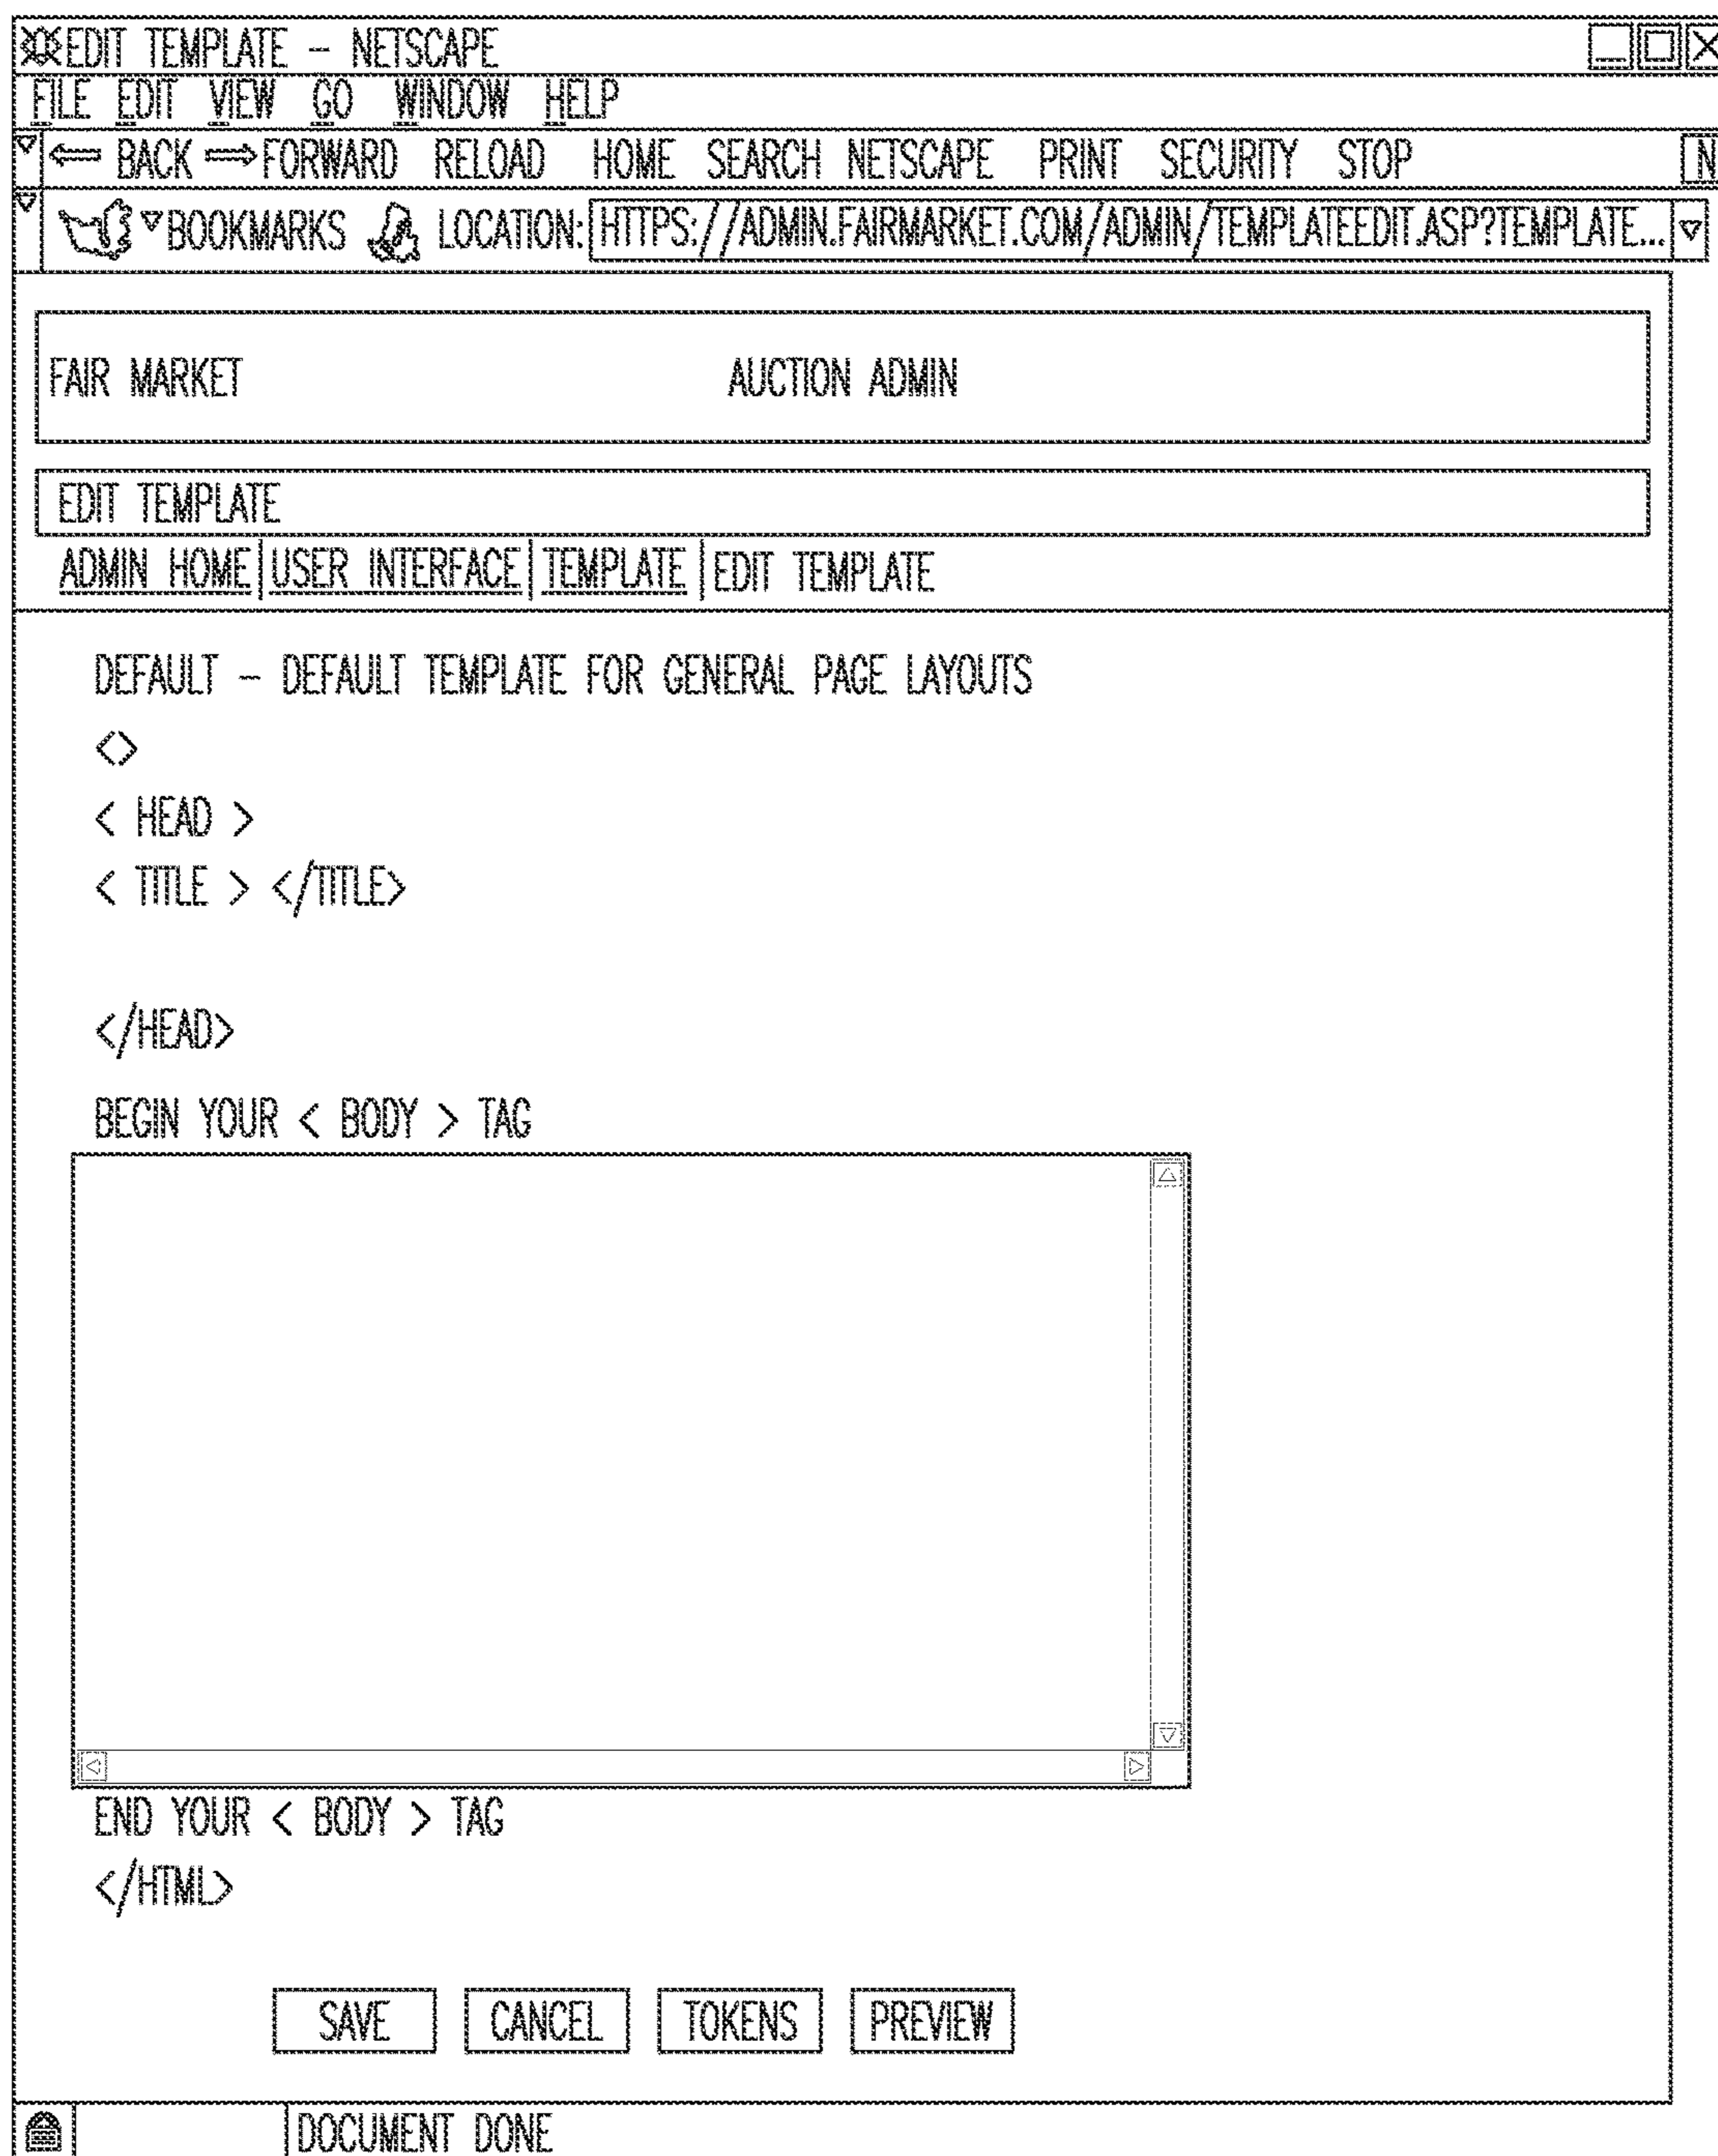 EDIT TEMPLATE – NETSCAPE
FILE EDIT VIEW GO WINDOW HELP
BACK FORWARD RELOAD HOME SEARCH NETSCAPE PRINT SECURITY STOP N
BOOKMARKS LOCATION: HTTPS://ADMIN.FAIRMARKET.COM/ADMIN/TEMPLATEEDIT.ASP?TEMPLATE...
FAIR MARKET AUCTION ADMIN
EDIT TEMPLATE
ADMIN HOME | USER INTERFACE | TEMPLATE | EDIT TEMPLATE
DEFAULT – DEFAULT TEMPLATE FOR GENERAL PAGE LAYOUTS
<>
< HEAD >
< TITLE > </TITLE>
</HEAD>
BEGIN YOUR < BODY > TAG
END YOUR < BODY > TAG
</HTML>
SAVE CANCEL TOKENS PREVIEW
DOCUMENT DONE